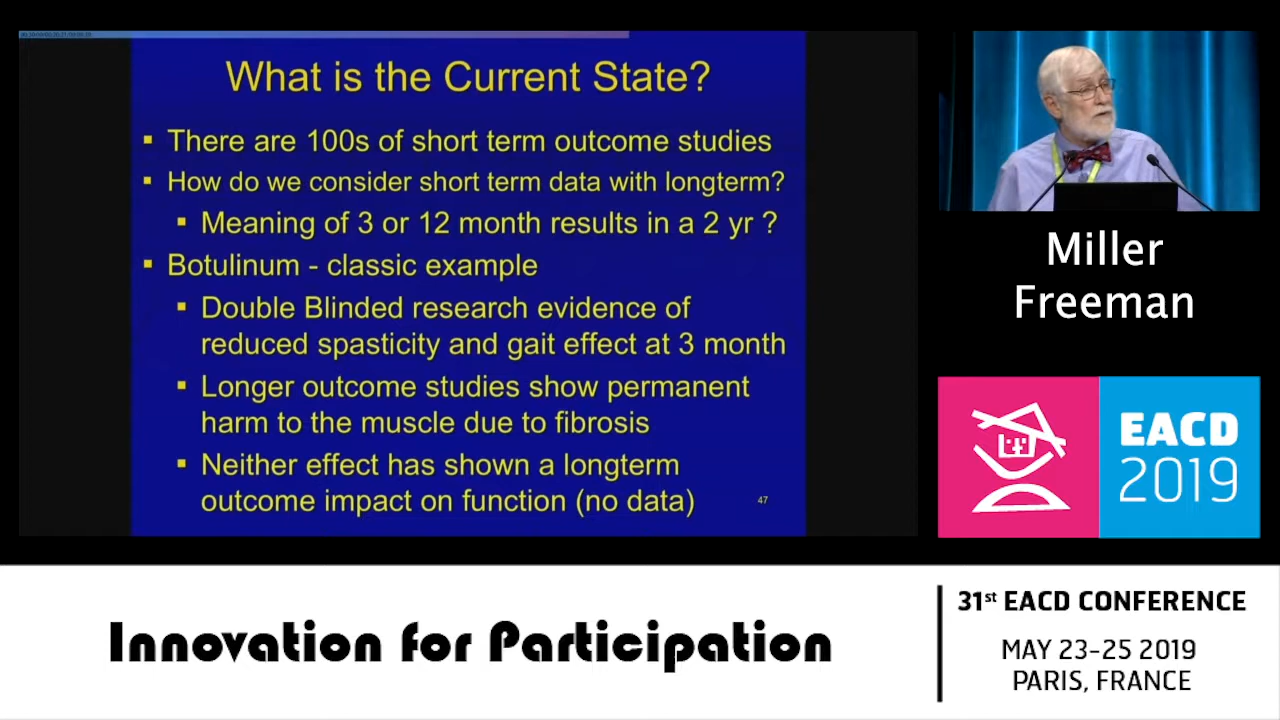 What is the Current State?
There are 100s of short term outcome studies
How do we consider short term data with longterm?
Meaning of 3 or 12 month results in a 2 yr ?
Botulinum - classic example
Double Blinded research evidence of
reduced spasticity and gait effect at 3 month
Longer outcome studies show permanent
harm to the muscle due to fibrosis
Neither effect has shown a longterm
outcome impact on function (no data)
47
Miller
Freeman
EACD
2019
Innovation for Participation
31st EACD CONFERENCE
MAY 23-25 2019
PARIS, FRANCE